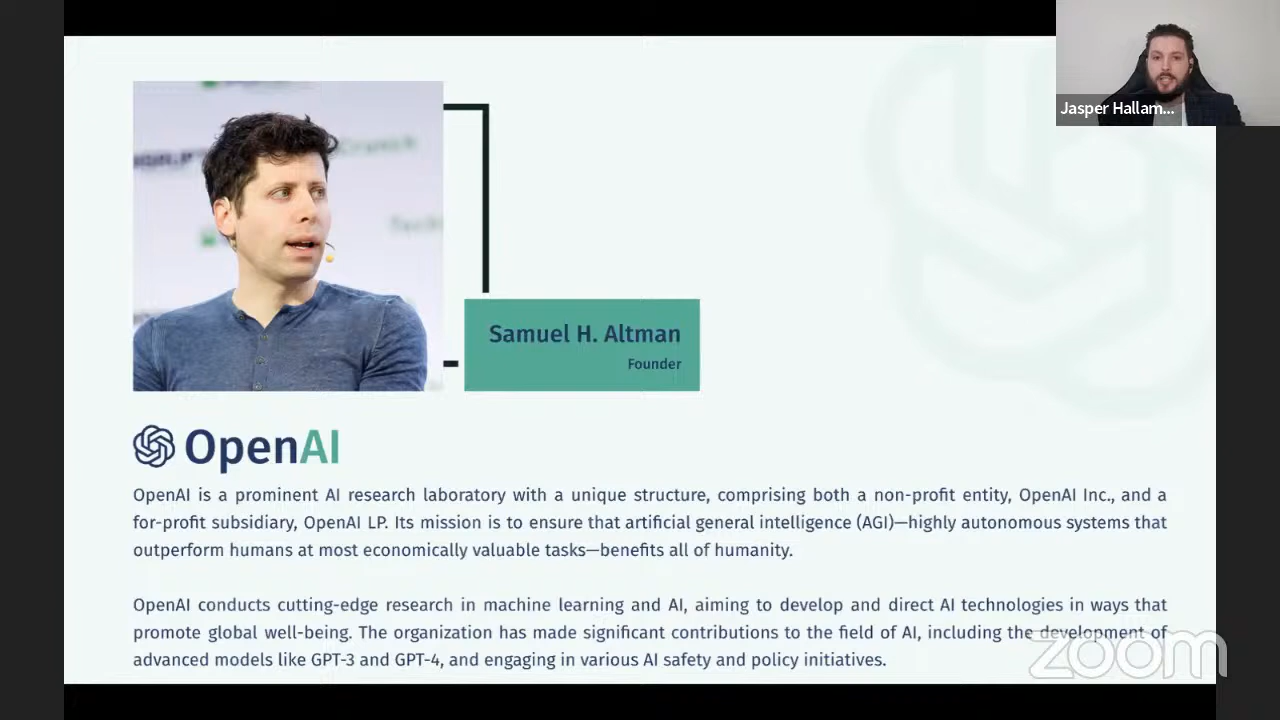 Jasper Hallam...
Samuel H. Altman
Founder
OpenAI
OpenAI is a prominent AI research laboratory with a unique structure, comprising both a non-profit entity, OpenAI Inc., and a
for-profit subsidiary, OpenAI LP. Its mission is to ensure that artificial general intelligence (AGI)—highly autonomous systems that
outperform humans at most economically valuable tasks—benefits all of humanity.
OpenAI conducts cutting-edge research in machine learning and AI, aiming to develop and direct AI technologies in ways that
promote global well-being. The organization has made significant contributions to the field of AI, including the development of
advanced models like GPT-3 and GPT-4, and engaging in various AI safety and policy initiatives.
zoom